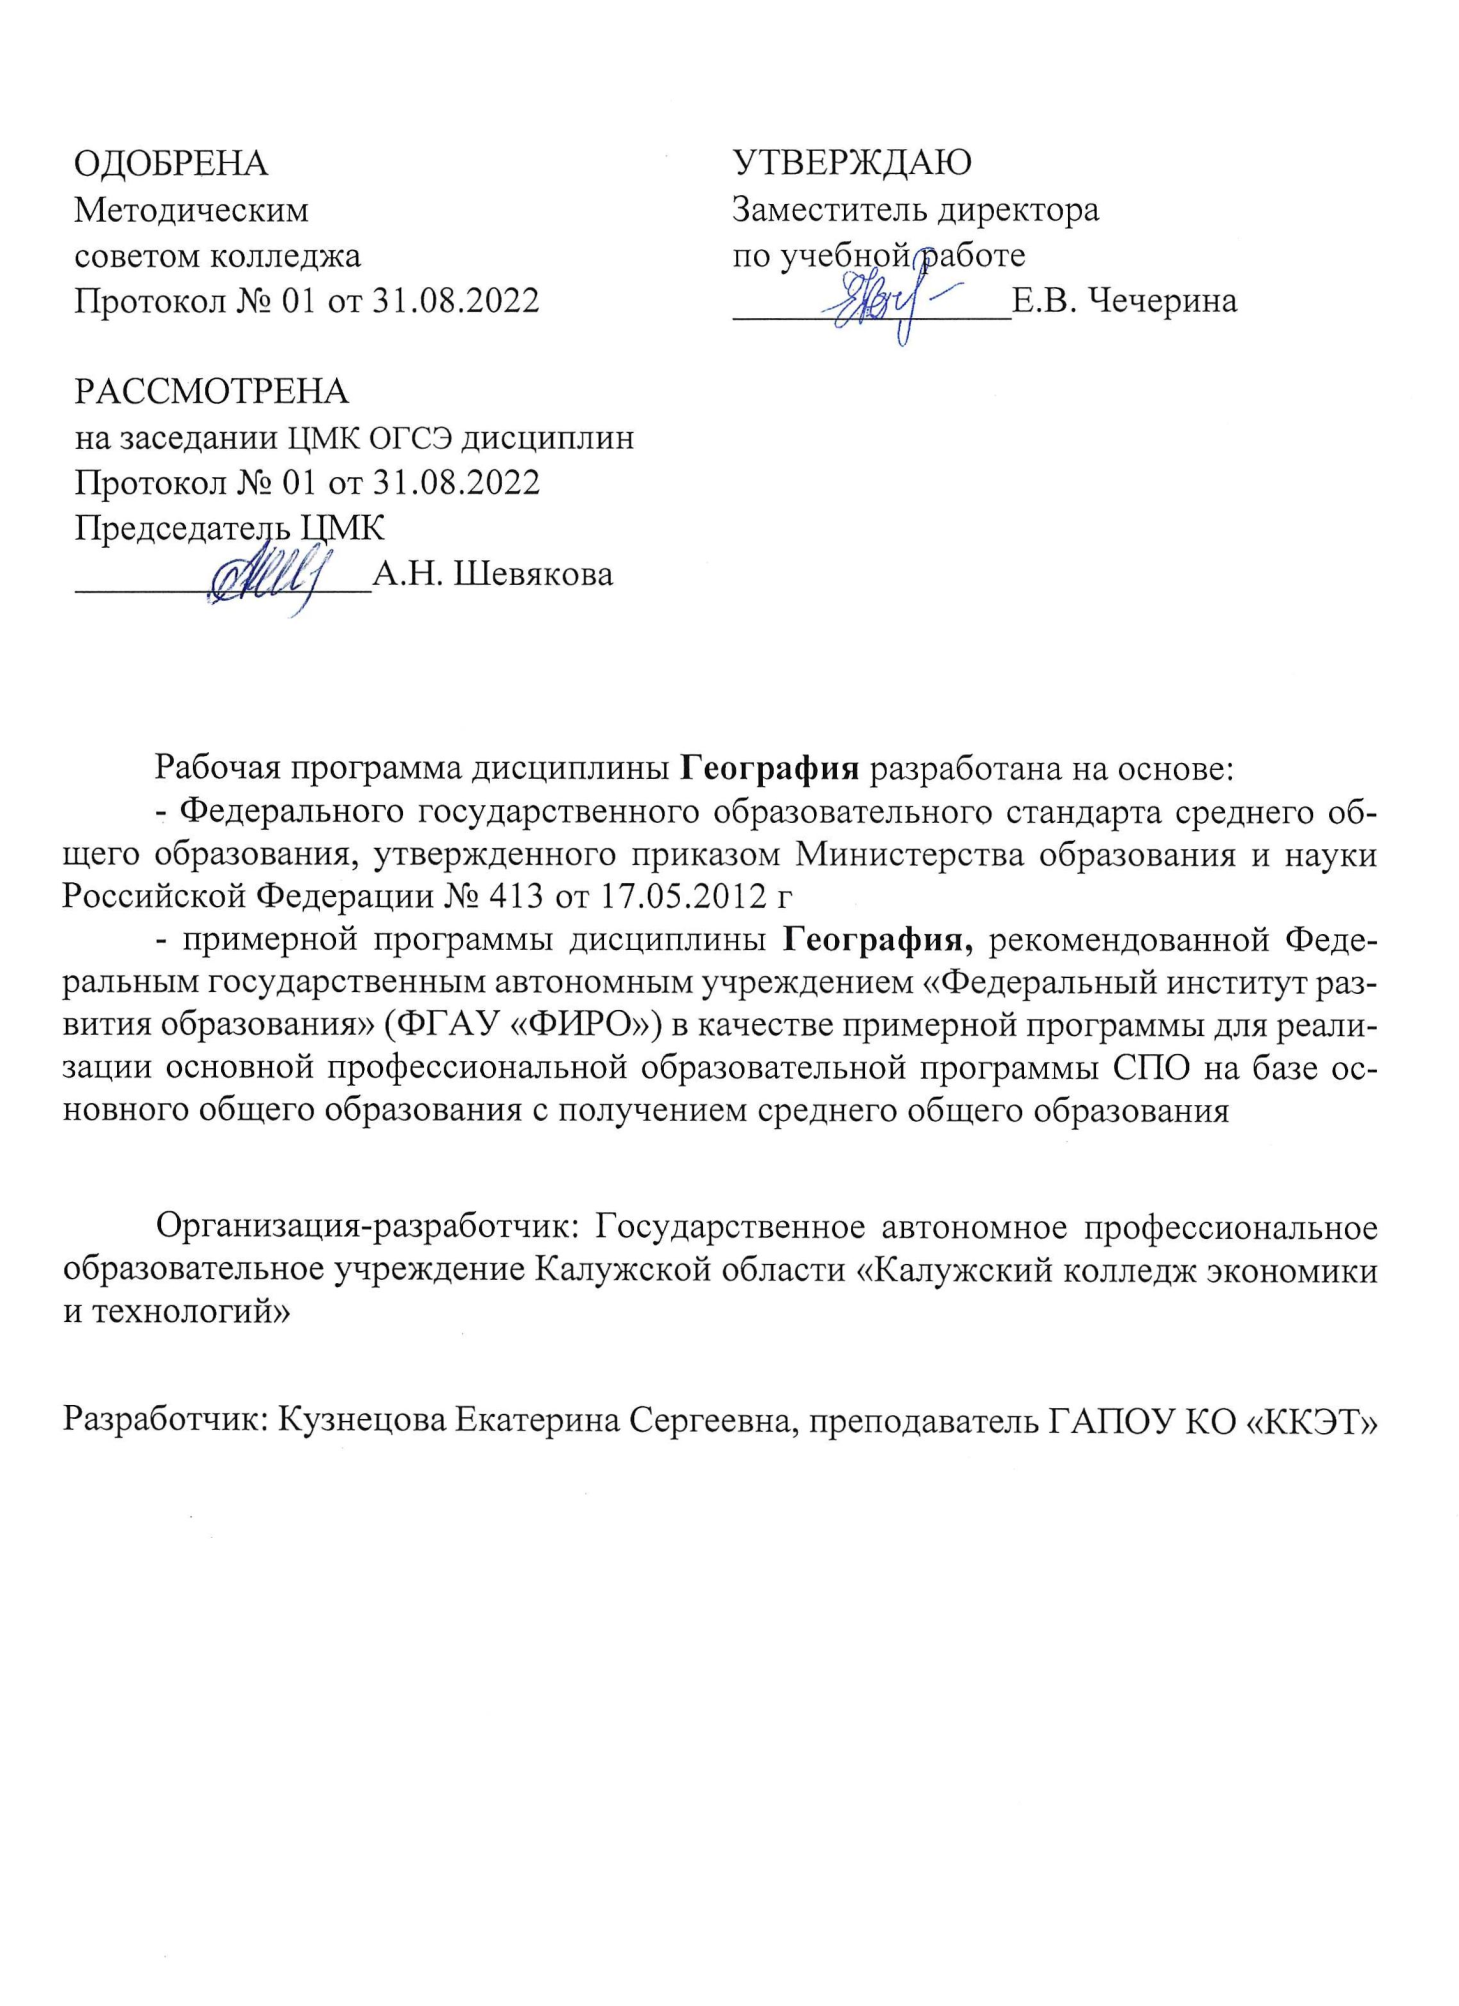 ОДОБРЕНА
Методическим
советом колледжа
Протокол № 01 от 31.08.2022
УТВЕРЖДАЮ
Заместитель директора
по учебной работе
_______________Е.В. Чечерина
РАССМОТРЕНА
на заседании ЦМК ОГСЭ дисциплин
Протокол № 01 от 31.08.2022
Председатель ЦМК
________________А.Н. Шевякова
Рабочая программа дисциплины География разработана на основе:
- Федерального государственного образовательного стандарта среднего об-
щего образования, утвержденного приказом Министерства образования и науки
Российской Федерации № 413 от 17.05.2012 г
- примерной программы дисциплины География, рекомендованной Феде-
ральным государственным автономным учреждением «Федеральный институт раз-
вития образования» (ФГАУ «ФИРО») в качестве примерной программы для реали-
зации основной профессиональной образовательной программы СПО на базе ос-
новного общего образования с получением среднего общего образования
Организация-разработчик: Государственное автономное профессиональное
образовательное учреждение Калужской области «Калужский колледж экономики
и технологий»
Разработчик: Кузнецова Екатерина Сергеевна, преподаватель ГАПОУ КО «ККЭТ»